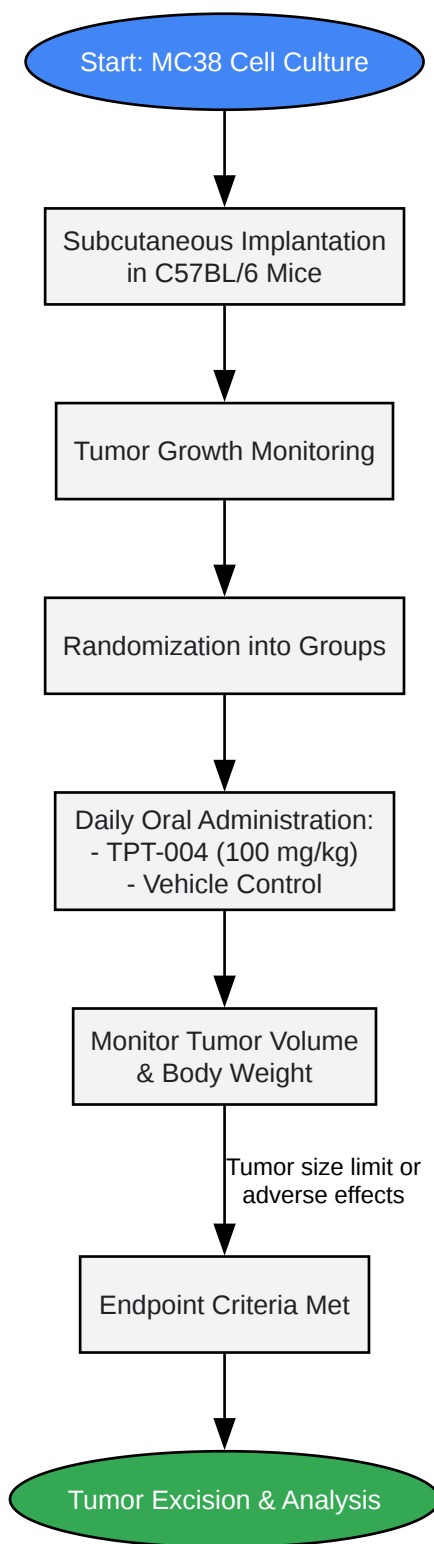 Start: MC38 Cell Culture
Subcutaneous Implantation
in C57BL/6 Mice
Tumor Growth Monitoring
Randomization into Groups
Daily Oral Administration:
- TPT-004 (100 mg/kg)
- Vehicle Control
Monitor Tumor Volume
& Body Weight
Tumor size limit or
adverse effects
Endpoint Criteria Met
Tumor Excision & Analysis